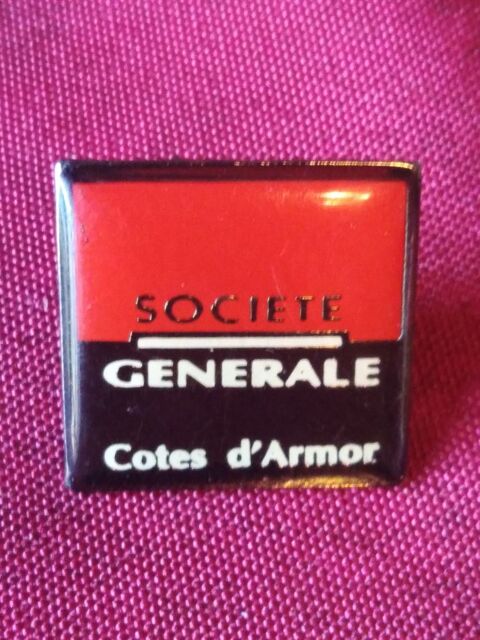 SOCIETE
GENERALE
Cotes d'Armor